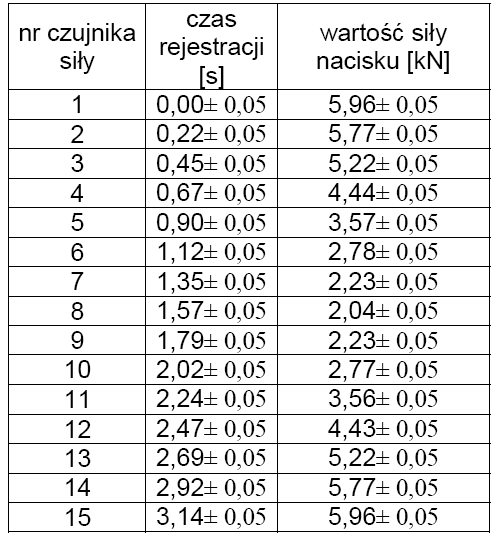 nr czujnika siły czas rejestracji [s] wartość siły nacisku [kN]
1 0,00± 0,05 5,96± 0,05
2 0,22± 0,05 5,77± 0,05
3 0,45± 0,05 5,22± 0,05
4 0,67± 0,05 4,44± 0,05
5 0,90± 0,05 3,57± 0,05
6 1,12± 0,05 2,78± 0,05
7 1,35± 0,05 2,23± 0,05
8 1,57± 0,05 2,04± 0,05
9 1,79± 0,05 2,23± 0,05
10 2,02± 0,05 2,77± 0,05
11 2,24± 0,05 3,56± 0,05
12 2,47± 0,05 4,43± 0,05
13 2,69± 0,05 5,22± 0,05
14 2,92± 0,05 5,77± 0,05
15 3,14± 0,05 5,96± 0,05